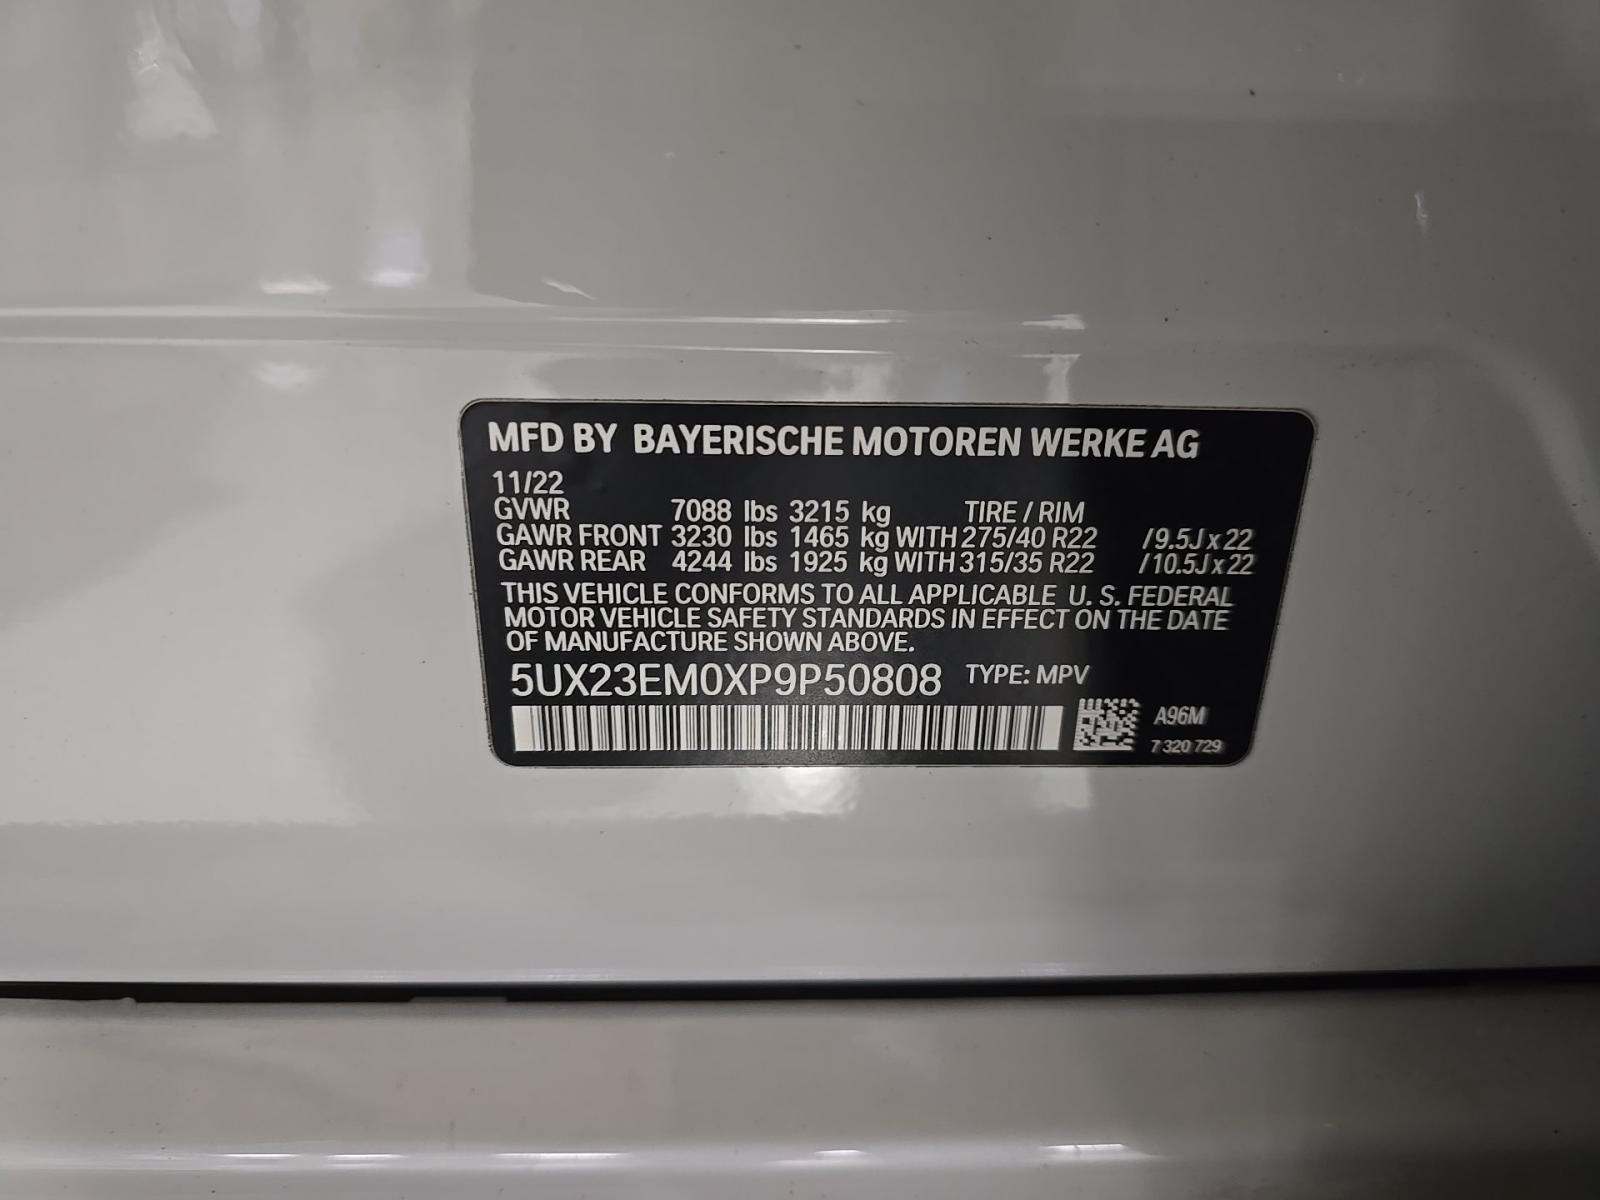 MFD BY BAYERISCHE MOTOREN WERKE AG
11/22
GVWR 7088 lbs 3215 kg TIRE / RIM
GAWR FRONT 3230 lbs 1465 kg WITH 275/40 R22 /9.5J x 22
GAWR REAR 4244 lbs 1925 kg WITH 315/35 R22 /10.5J x 22
THIS VEHICLE CONFORMS TO ALL APPLICABLE U. S. FEDERAL
MOTOR VEHICLE SAFETY STANDARDS IN EFFECT ON THE DATE
OF MANUFACTURE SHOWN ABOVE.
5UX23EM0XP9P50808 TYPE: MPV
A96M
7 320 729